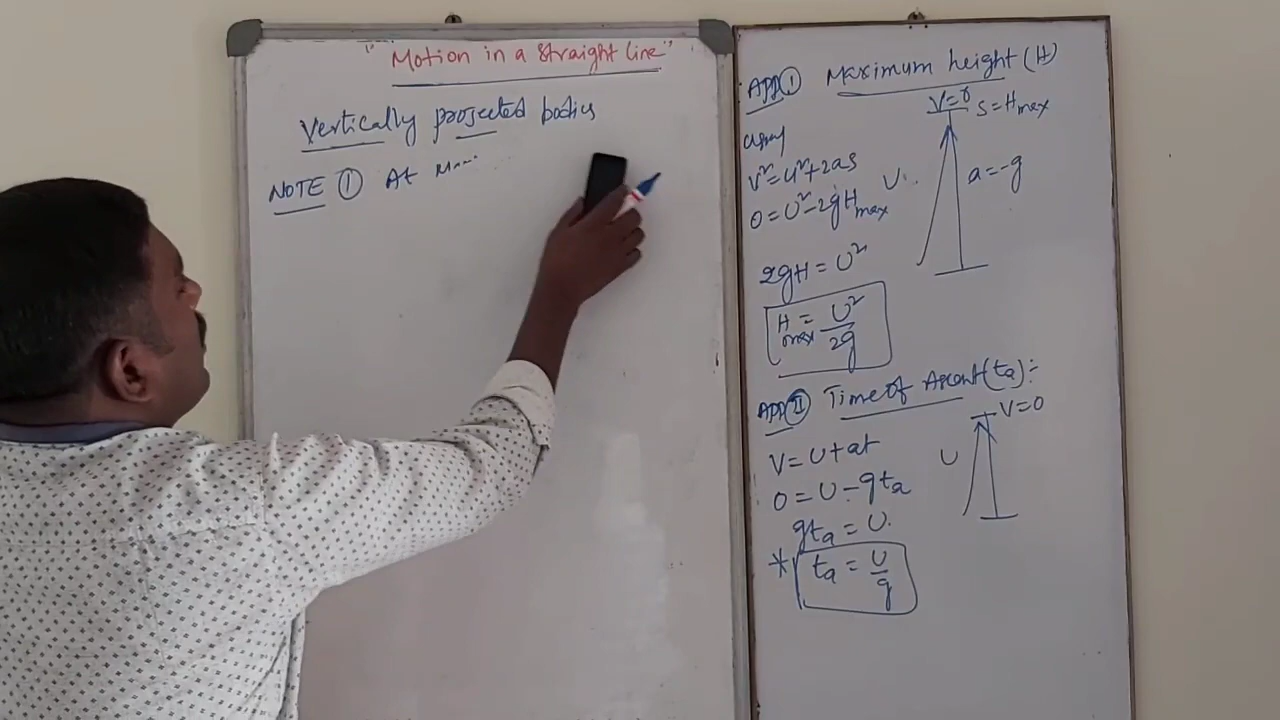 "Motion in a straight Line"
Vertically projected bodies
NOTE ① At
APP ① Maximum height (H)
V=0
S=Hmax
v²=u²+2as
U
a=-g
0=U²-2gHmax
2gH=U²
Hmax=U²/2g
APP Ⅱ Time of Ascent(ta):-
V=0
V=U+at
U
0=U-gta
gta=U
* ta=U/g